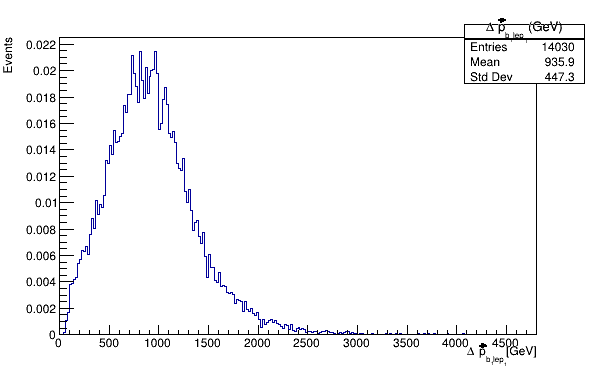 Δ p⃗ b,lep₁ (GeV)
Entries 14030
Mean 935.9
Std Dev 447.3
Events
0.022
0.02
0.018
0.016
0.014
0.012
0.01
0.008
0.006
0.004
0.002
0
0 500 1000 1500 2000 2500 3000 3500 4000 4500
Δ p⃗ b,lep₁ [GeV]